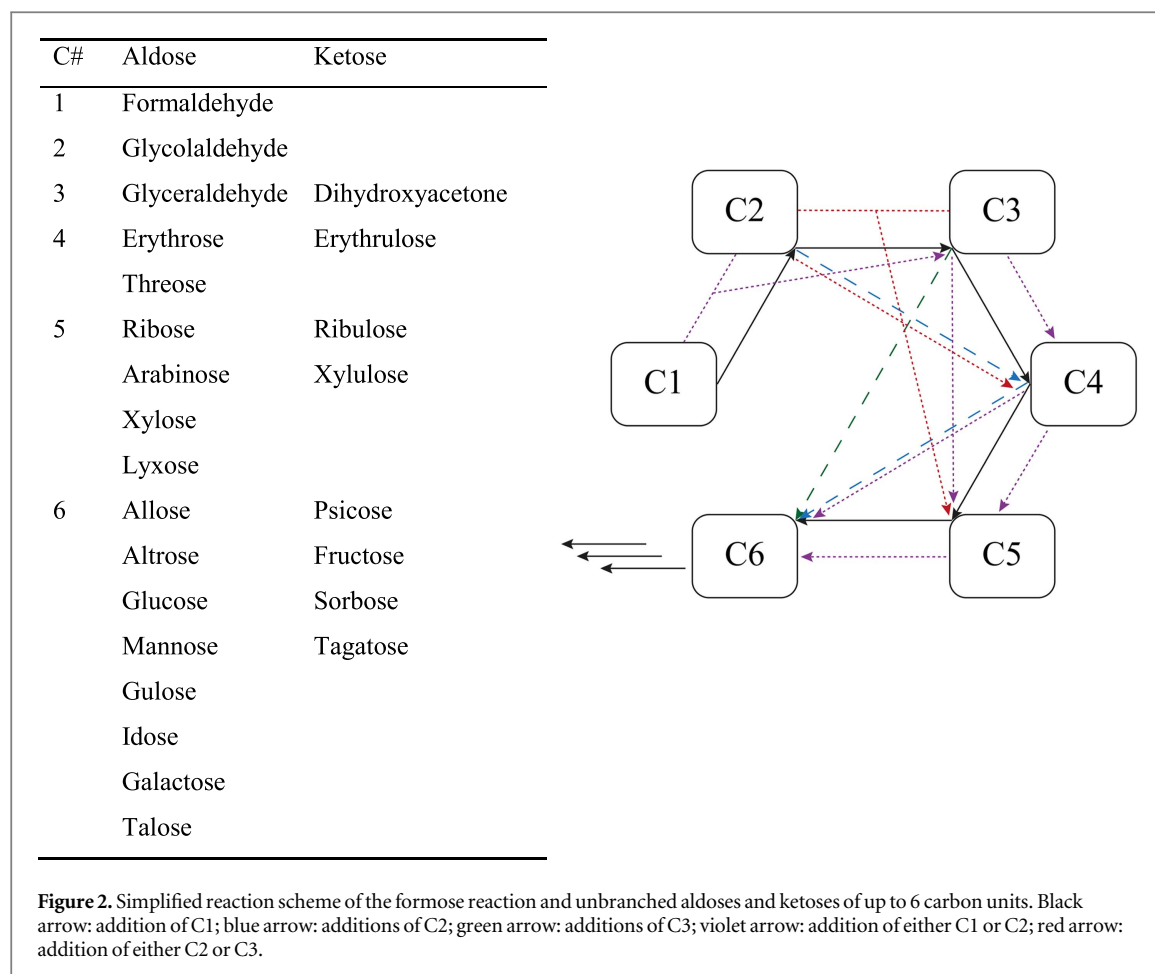 C# Aldose Ketose
1 Formaldehyde
2 Glycolaldehyde
3 Glyceraldehyde Dihydroxyacetone
4 Erythrose Erythrulose
Threose
5 Ribose Ribulose
Arabinose Xylulose
Xylose
Lyxose
6 Allose Psicose
Altrose Fructose
Glucose Sorbose
Mannose Tagatose
Gulose
Idose
Galactose
Talose
C2 C3
C1 C4
C6 C5
Figure 2. Simplified reaction scheme of the formose reaction and unbranched aldoses and ketoses of up to 6 carbon units. Black
arrow: addition of C1; blue arrow: additions of C2; green arrow: additions of C3; violet arrow: addition of either C1 or C2; red arrow:
addition of either C2 or C3.